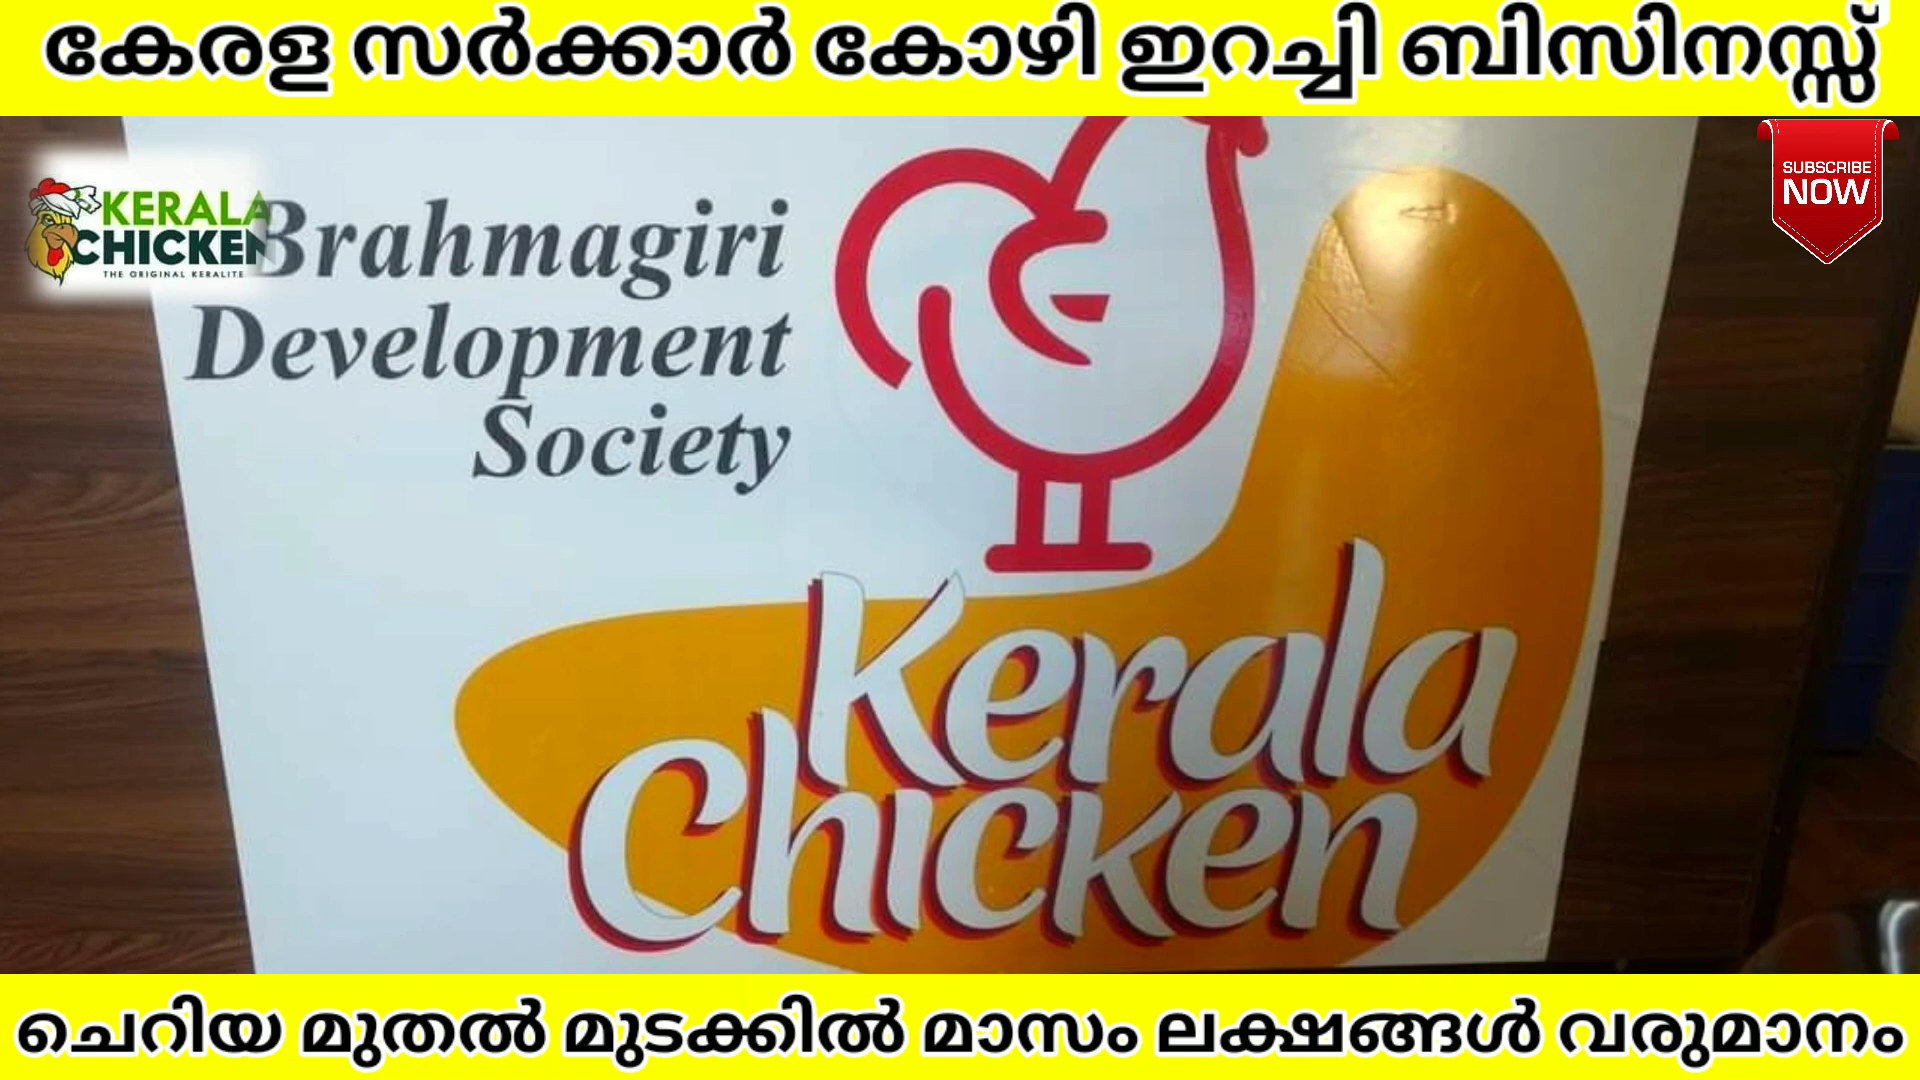 കേരള സർക്കാർ കോഴി ഇറച്ചി ബിസിനസ്സ്
SUBSCRIBE
NOW
KERALA
CHICKEN
THE ORIGINAL KERALITE
Brahmagiri
Development
Society
Kerala
Chicken
ചെറിയ മുതൽ മുടക്കിൽ മാസം ലക്ഷങ്ങൾ വരുമാനം